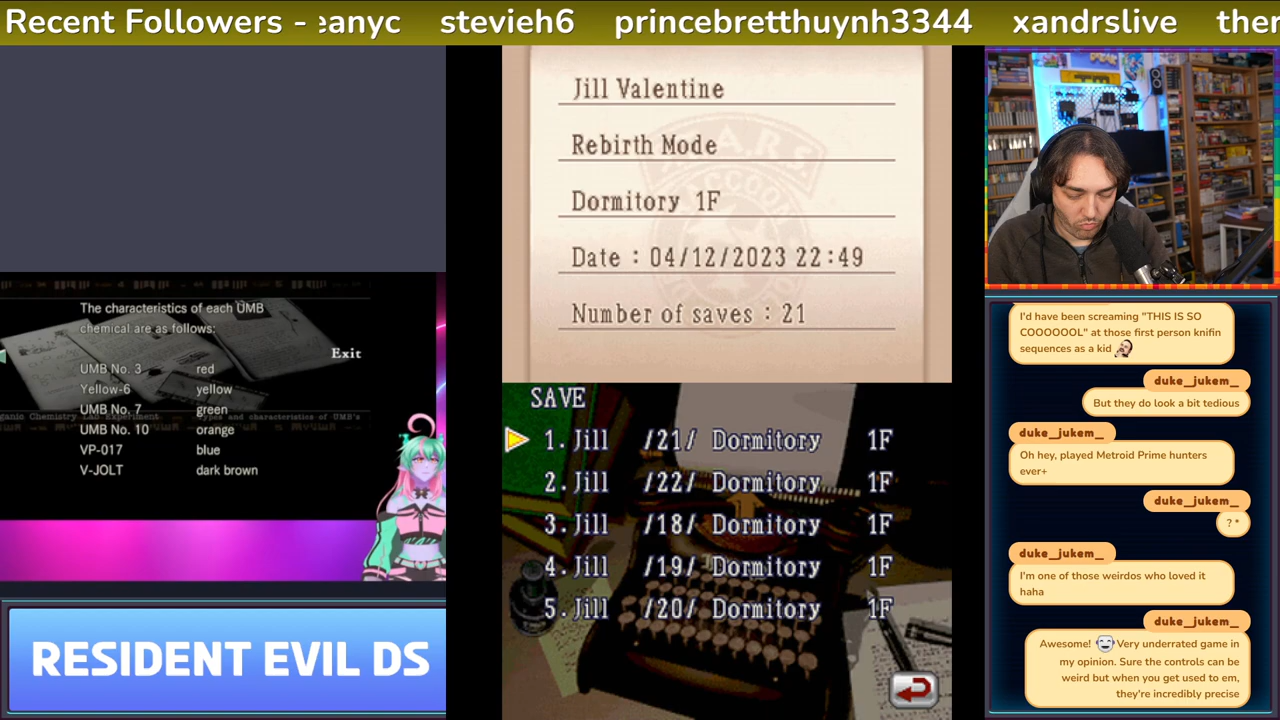 Recent Followers - eanyc stevieh6 princebretthuynh3344 xandrslive ther
Jill Valentine
Rebirth Mode
Dormitory 1F
Date : 04/12/2023 22:49
Number of saves : 21
SAVE
1. Jill /21/ Dormitory 1F
2. Jill /22/ Dormitory 1F
3. Jill /18/ Dormitory 1F
4. Jill /19/ Dormitory 1F
5. Jill /20/ Dormitory 1F
The characteristics of each UMB
chemical are as follows:
Exit
UMB No. 3 red
Yellow-6 yellow
UMB No. 7 green
UMB No. 10 orange
VP-017 blue
V-JOLT dark brown
RESIDENT EVIL DS
I'd have been screaming "THIS IS SO
COOOOOOL" at those first person knifin
sequences as a kid
duke_jukem_
But they do look a bit tedious
duke_jukem_
Oh hey, played Metroid Prime hunters
ever+
duke_jukem_
? *
duke_jukem_
I'm one of those weirdos who loved it
haha
duke_jukem_
Awesome! Very underrated game in
my opinion. Sure the controls can be
weird but when you get used to em,
they're incredibly precise